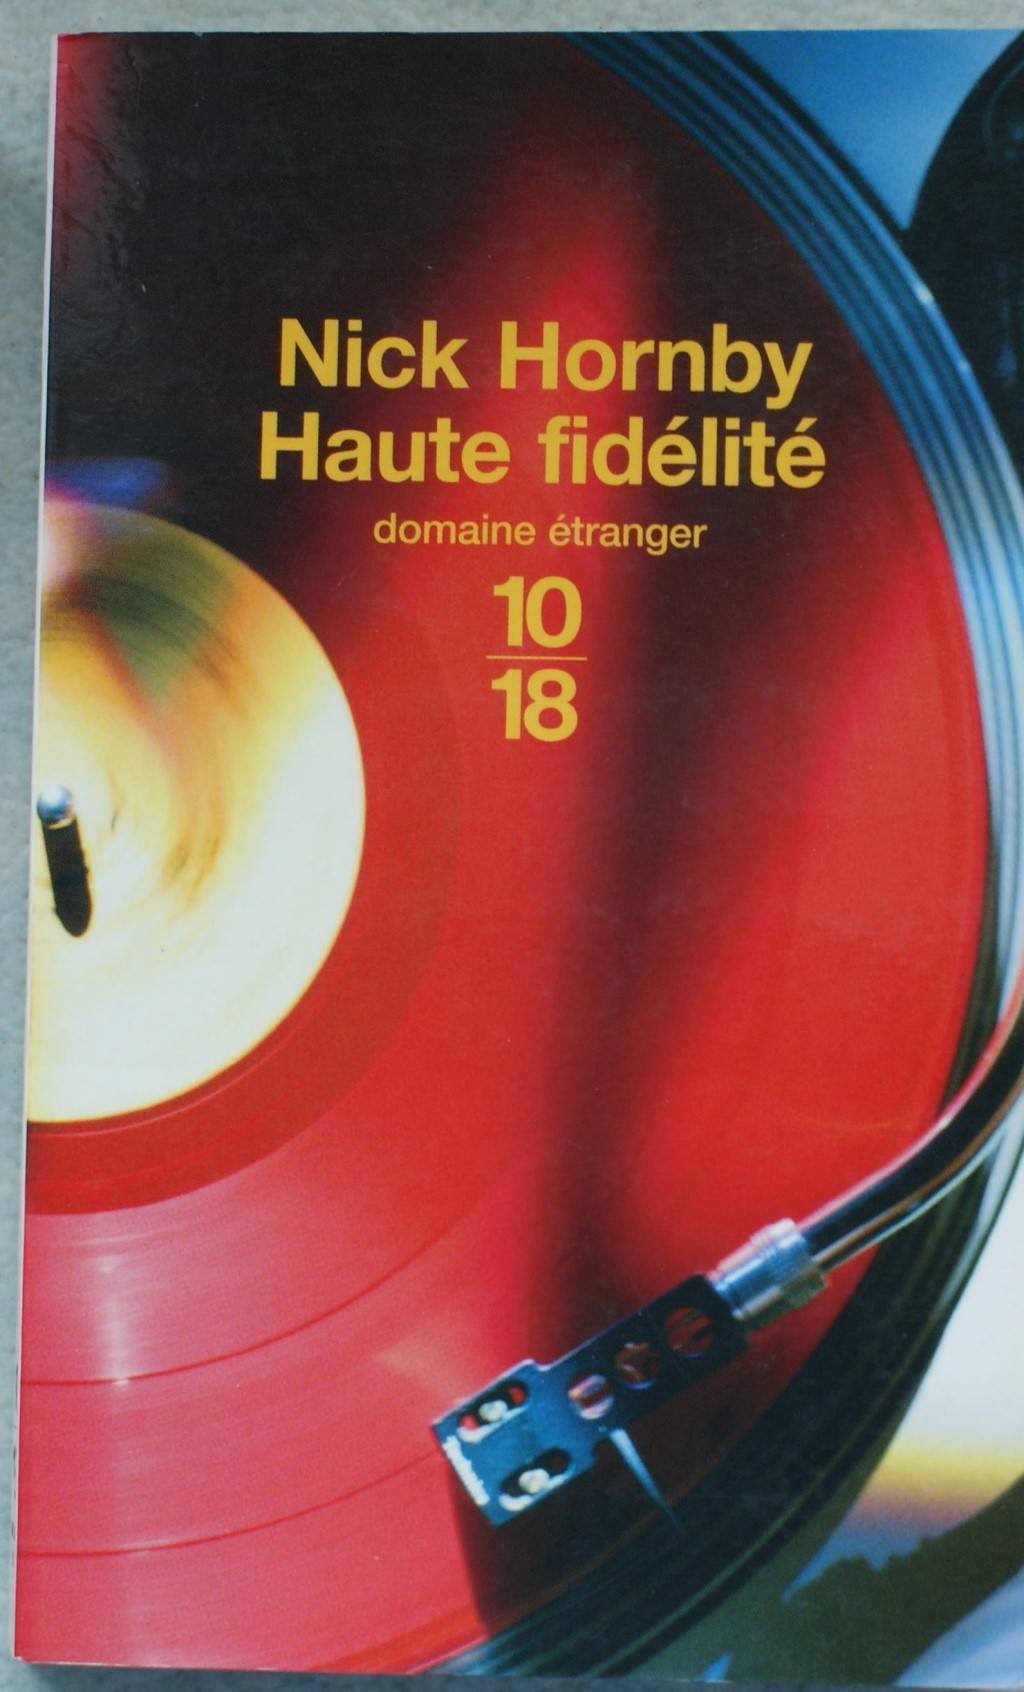 Nick Hornby
Haute fidélité
domaine étranger
10
18